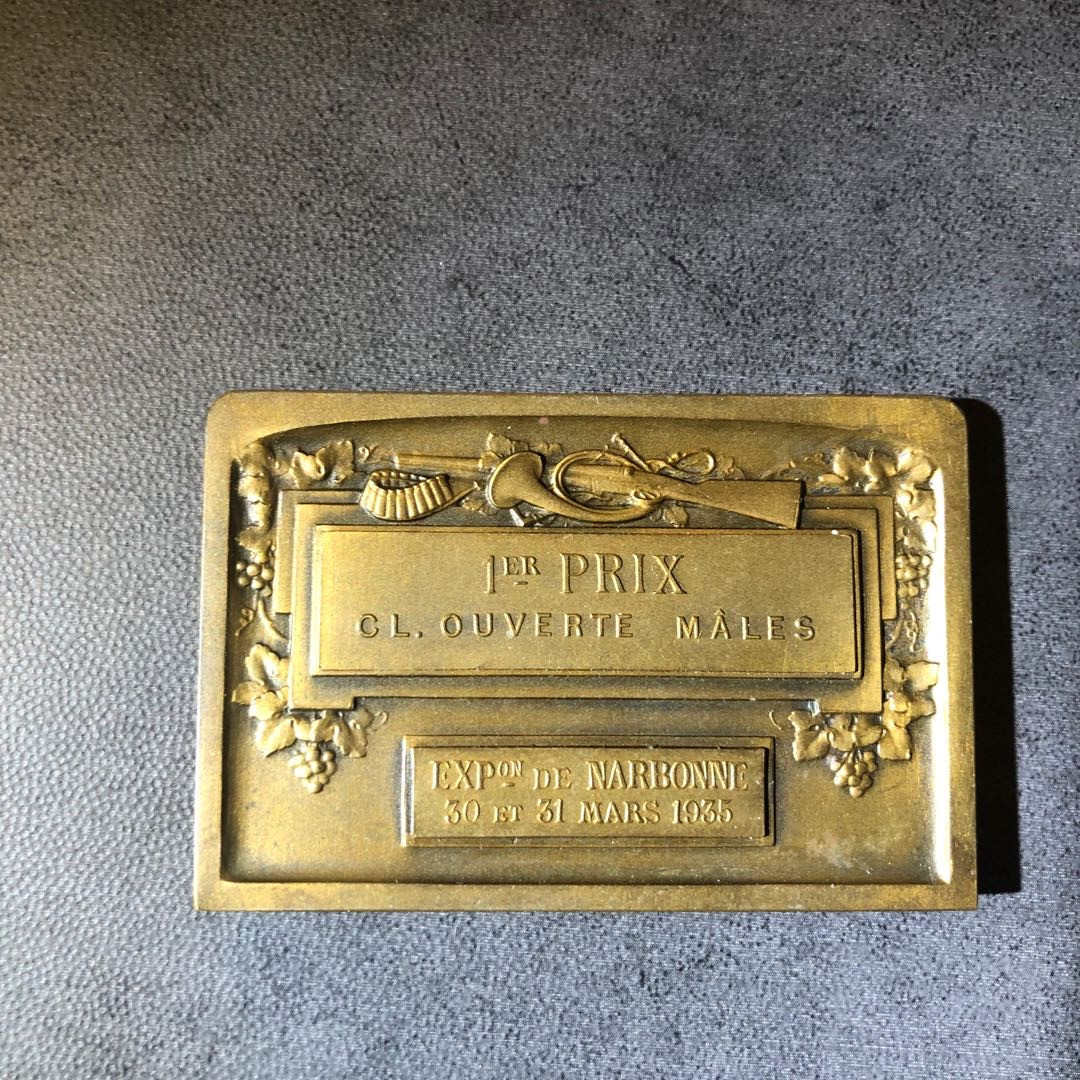 1ER PRIX
CL. OUVERTE MÂLES
EXPON DE NARBONNE
30 ET 31 MARS 1935